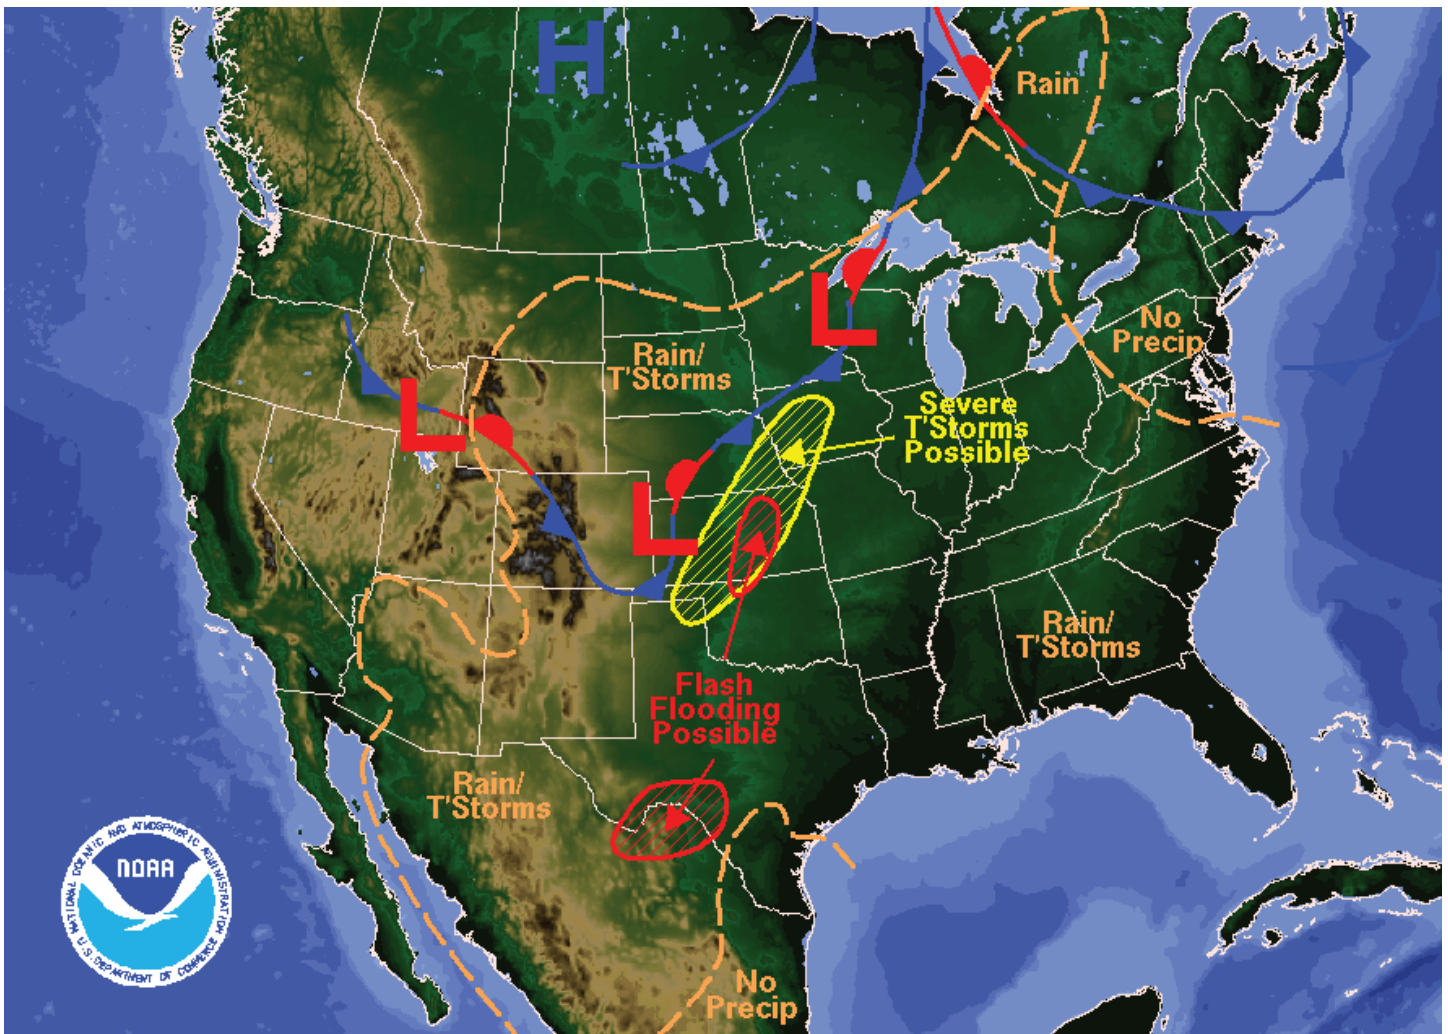 H
Rain
No
Precip
Rain/
T'Storms
L
L
Severe
T'Storms
Possible
L
Rain/
T'Storms
Flash
Flooding
Possible
Rain/
T'Storms
NATIONAL OCEANIC AND ATMOSPHERIC ADMINISTRATION
NOAA
U.S. DEPARTMENT OF COMMERCE
No
Precip